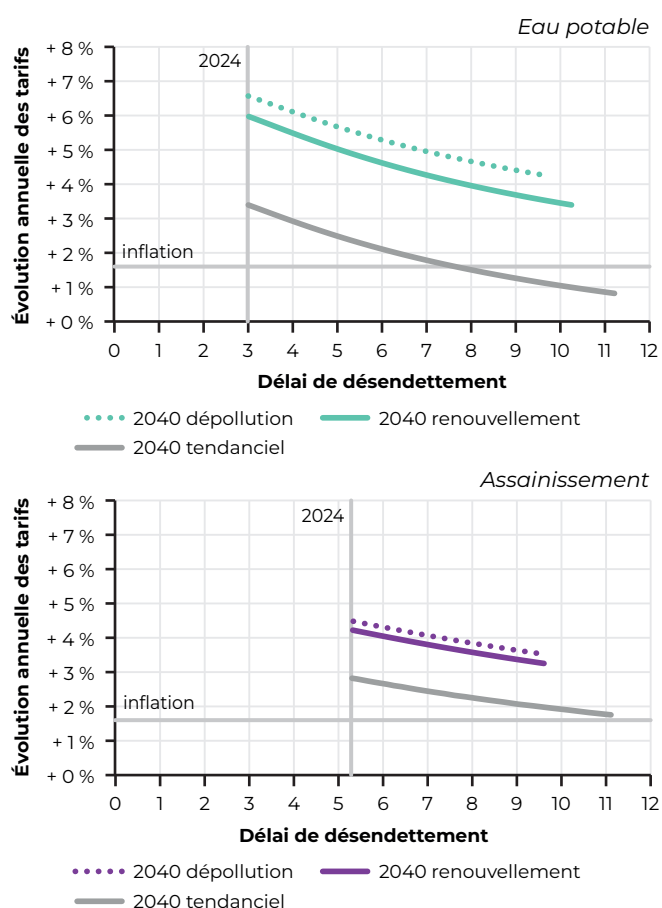 Eau potable
Évolution annuelle des tarifs
+ 8 %
+ 7 %
+ 6 %
+ 5 %
+ 4 %
+ 3 %
+ 2 %
+ 1 %
+ 0 %
2024
inflation
0 1 2 3 4 5 6 7 8 9 10 11 12
Délai de désendettement
2040 dépollution 2040 renouvellement
2040 tendanciel
Assainissement
Évolution annuelle des tarifs
+ 8 %
+ 7 %
+ 6 %
+ 5 %
+ 4 %
+ 3 %
+ 2 %
+ 1 %
+ 0 %
2024
inflation
0 1 2 3 4 5 6 7 8 9 10 11 12
Délai de désendettement
2040 dépollution 2040 renouvellement
2040 tendanciel